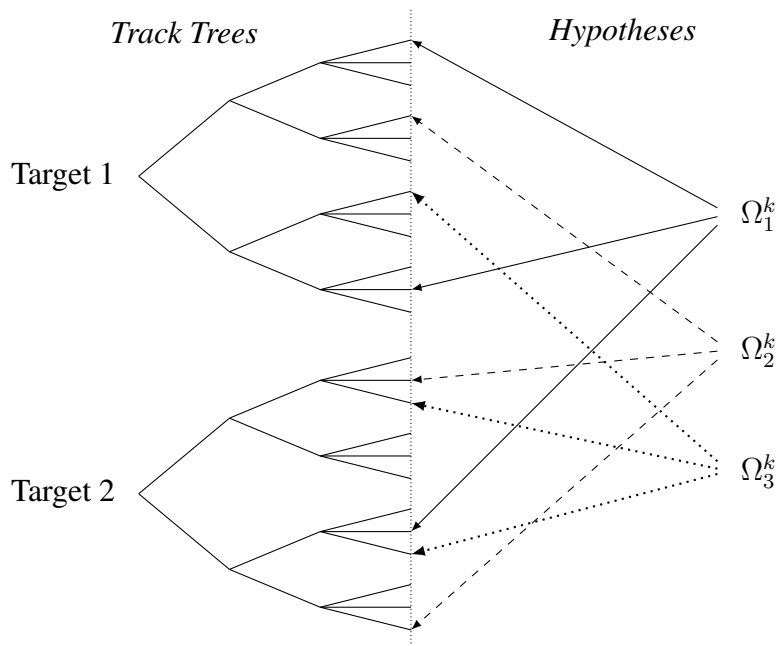 Track Trees
Hypotheses
Target 1
Ω₁ᵏ
Ω₂ᵏ
Target 2
Ω₃ᵏ